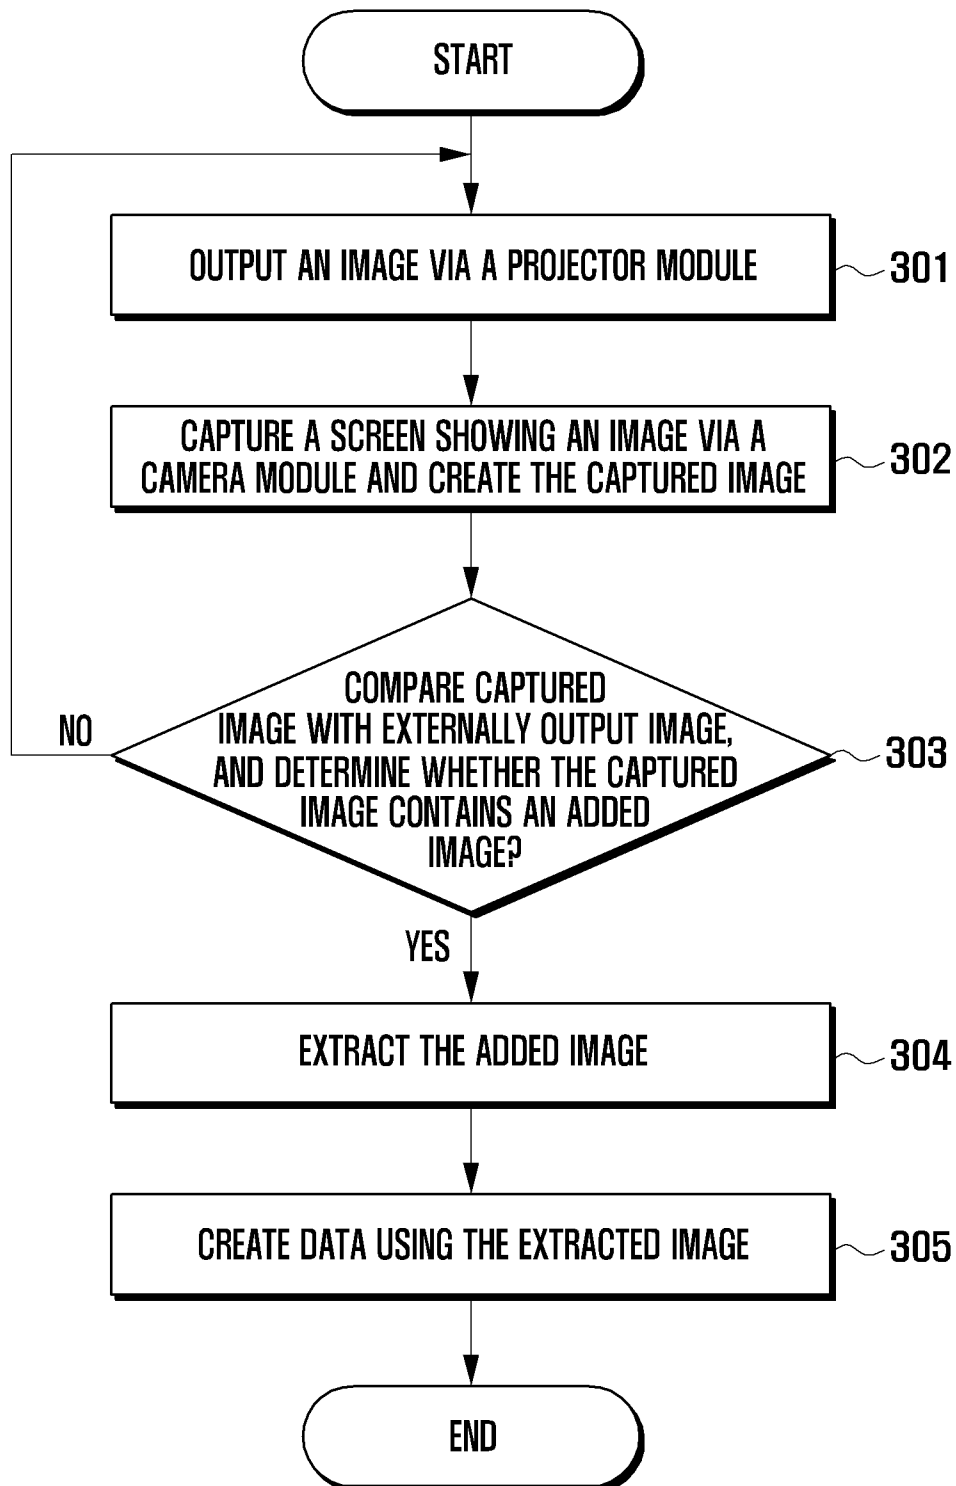 START
OUTPUT AN IMAGE VIA A PROJECTOR MODULE
301
CAPTURE A SCREEN SHOWING AN IMAGE VIA A
CAMERA MODULE AND CREATE THE CAPTURED IMAGE
302
COMPARE CAPTURED
IMAGE WITH EXTERNALLY OUTPUT IMAGE,
AND DETERMINE WHETHER THE CAPTURED
IMAGE CONTAINS AN ADDED
IMAGE?
303
NO
YES
EXTRACT THE ADDED IMAGE
304
CREATE DATA USING THE EXTRACTED IMAGE
305
END